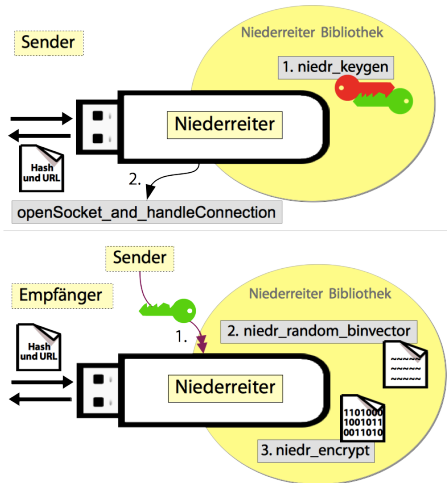 Sender
Niederreiter Bibliothek
1. niedr_keygen
Niederreiter
Hash
und URL
2.
openSocket_and_handleConnection
Sender
Empfänger
Niederreiter Bibliothek
1.
2. niedr_random_binvector
Hash
und URL
~~~~~
~~~~~
~~~~~
Niederreiter
1101000
1001011
0011010
3. niedr_encrypt